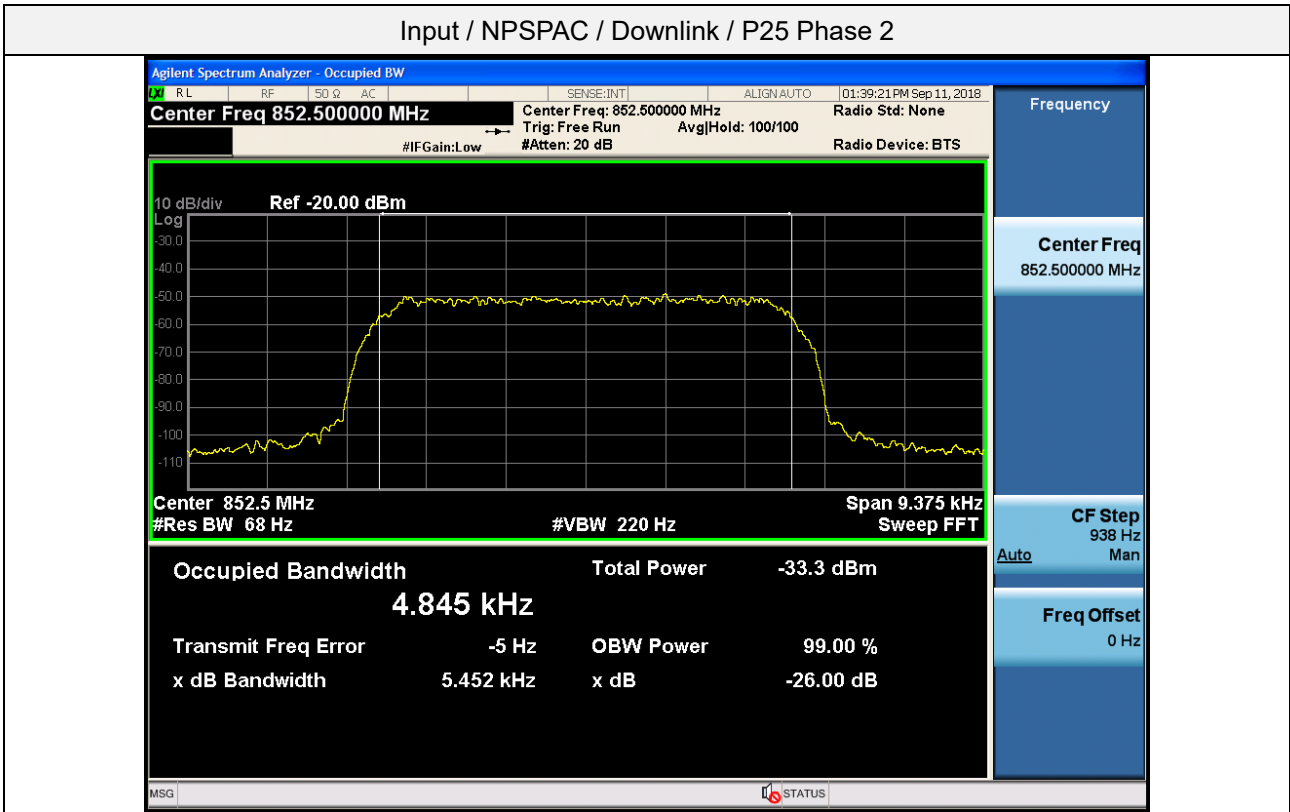 Input / NPSPAC / Downlink / P25 Phase 2
Agilent Spectrum Analyzer - Occupied BW
LXI RL RF 50 Ω AC SENSE:INT ALIGN AUTO 01:39:21 PM Sep 11, 2018
Center Freq 852.500000 MHz Center Freq: 852.500000 MHz Radio Std: None
Trig: Free Run Avg|Hold: 100/100
#IFGain:Low #Atten: 20 dB Radio Device: BTS
Frequency
10 dB/div Ref -20.00 dBm
Log
-30.0
-40.0
-50.0
-60.0
-70.0
-80.0
-90.0
-100
-110
Center 852.5 MHz Span 9.375 kHz
#Res BW 68 Hz #VBW 220 Hz Sweep FFT
Center Freq
852.500000 MHz
CF Step
938 Hz
Auto Man
Freq Offset
0 Hz
Occupied Bandwidth Total Power -33.3 dBm
4.845 kHz
Transmit Freq Error -5 Hz OBW Power 99.00 %
x dB Bandwidth 5.452 kHz x dB -26.00 dB
MSG STATUS